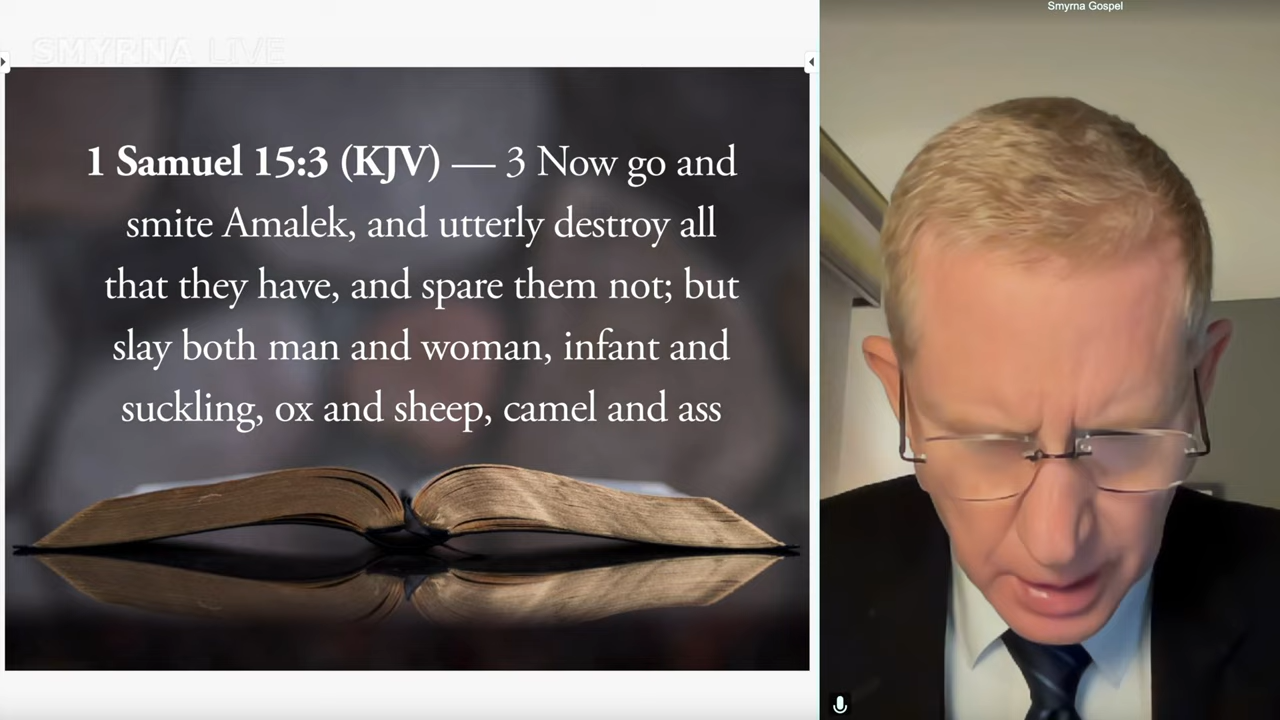 SMYRNA LIVE
Smyrna Gospel
1 Samuel 15:3 (KJV) — 3 Now go and
smite Amalek, and utterly destroy all
that they have, and spare them not; but
slay both man and woman, infant and
suckling, ox and sheep, camel and ass